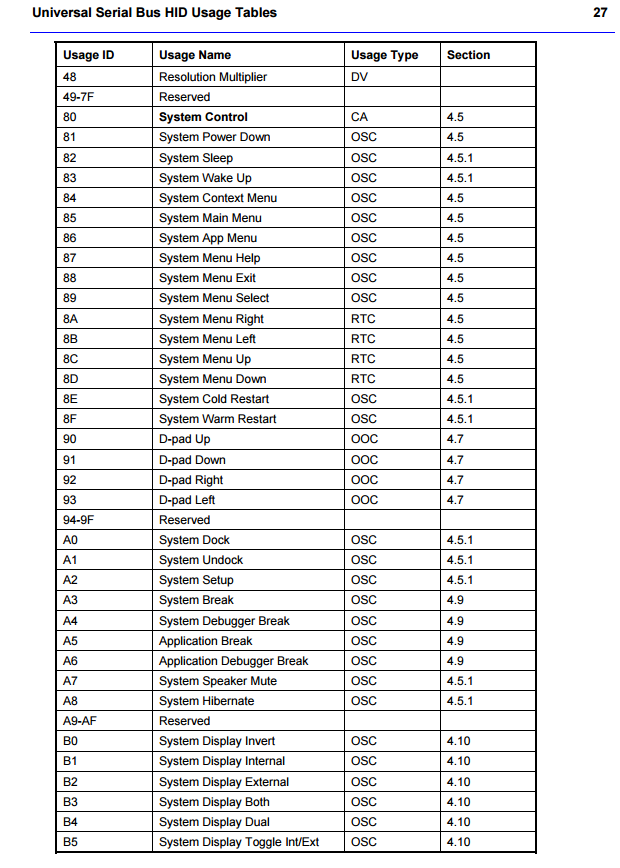 Universal Serial Bus HID Usage Tables 27
Usage ID Usage Name Usage Type Section
48 Resolution Multiplier DV
49-7F Reserved
80 System Control CA 4.5
81 System Power Down OSC 4.5
82 System Sleep OSC 4.5.1
83 System Wake Up OSC 4.5.1
84 System Context Menu OSC 4.5
85 System Main Menu OSC 4.5
86 System App Menu OSC 4.5
87 System Menu Help OSC 4.5
88 System Menu Exit OSC 4.5
89 System Menu Select OSC 4.5
8A System Menu Right RTC 4.5
8B System Menu Left RTC 4.5
8C System Menu Up RTC 4.5
8D System Menu Down RTC 4.5
8E System Cold Restart OSC 4.5.1
8F System Warm Restart OSC 4.5.1
90 D-pad Up OOC 4.7
91 D-pad Down OOC 4.7
92 D-pad Right OOC 4.7
93 D-pad Left OOC 4.7
94-9F Reserved
A0 System Dock OSC 4.5.1
A1 System Undock OSC 4.5.1
A2 System Setup OSC 4.5.1
A3 System Break OSC 4.9
A4 System Debugger Break OSC 4.9
A5 Application Break OSC 4.9
A6 Application Debugger Break OSC 4.9
A7 System Speaker Mute OSC 4.5.1
A8 System Hibernate OSC 4.5.1
A9-AF Reserved
B0 System Display Invert OSC 4.10
B1 System Display Internal OSC 4.10
B2 System Display External OSC 4.10
B3 System Display Both OSC 4.10
B4 System Display Dual OSC 4.10
B5 System Display Toggle Int/Ext OSC 4.10